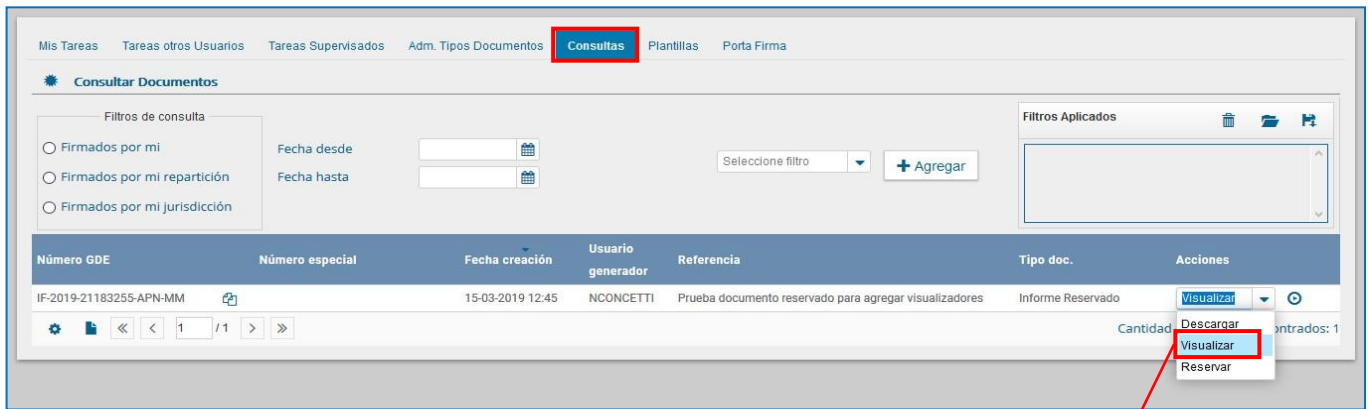 Mis Tareas Tareas otros Usuarios Tareas Supervisados Adm. Tipos Documentos Consultas Plantillas Porta Firma
Consultar Documentos
Filtros de consulta
Firmados por mi
Firmados por mi repartición
Firmados por mi jurisdicción
Fecha desde
Fecha hasta
Seleccione filtro
+ Agregar
Filtros Aplicados
Número GDE Número especial Fecha creación Usuario generador Referencia Tipo doc. Acciones
IF-2019-21183255-APN-MM 15-03-2019 12:45 NCONCETTI Prueba documento reservado para agregar visualizadores Informe Reservado Visualizar
1 / 1
Cantidad ontrados: 1
Descargar
Visualizar
Reservar